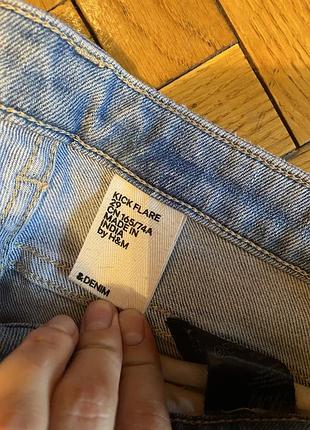 KICK FLARE
29
CN 165/74A
MADE IN
INDIA
by H&M
&DENIM